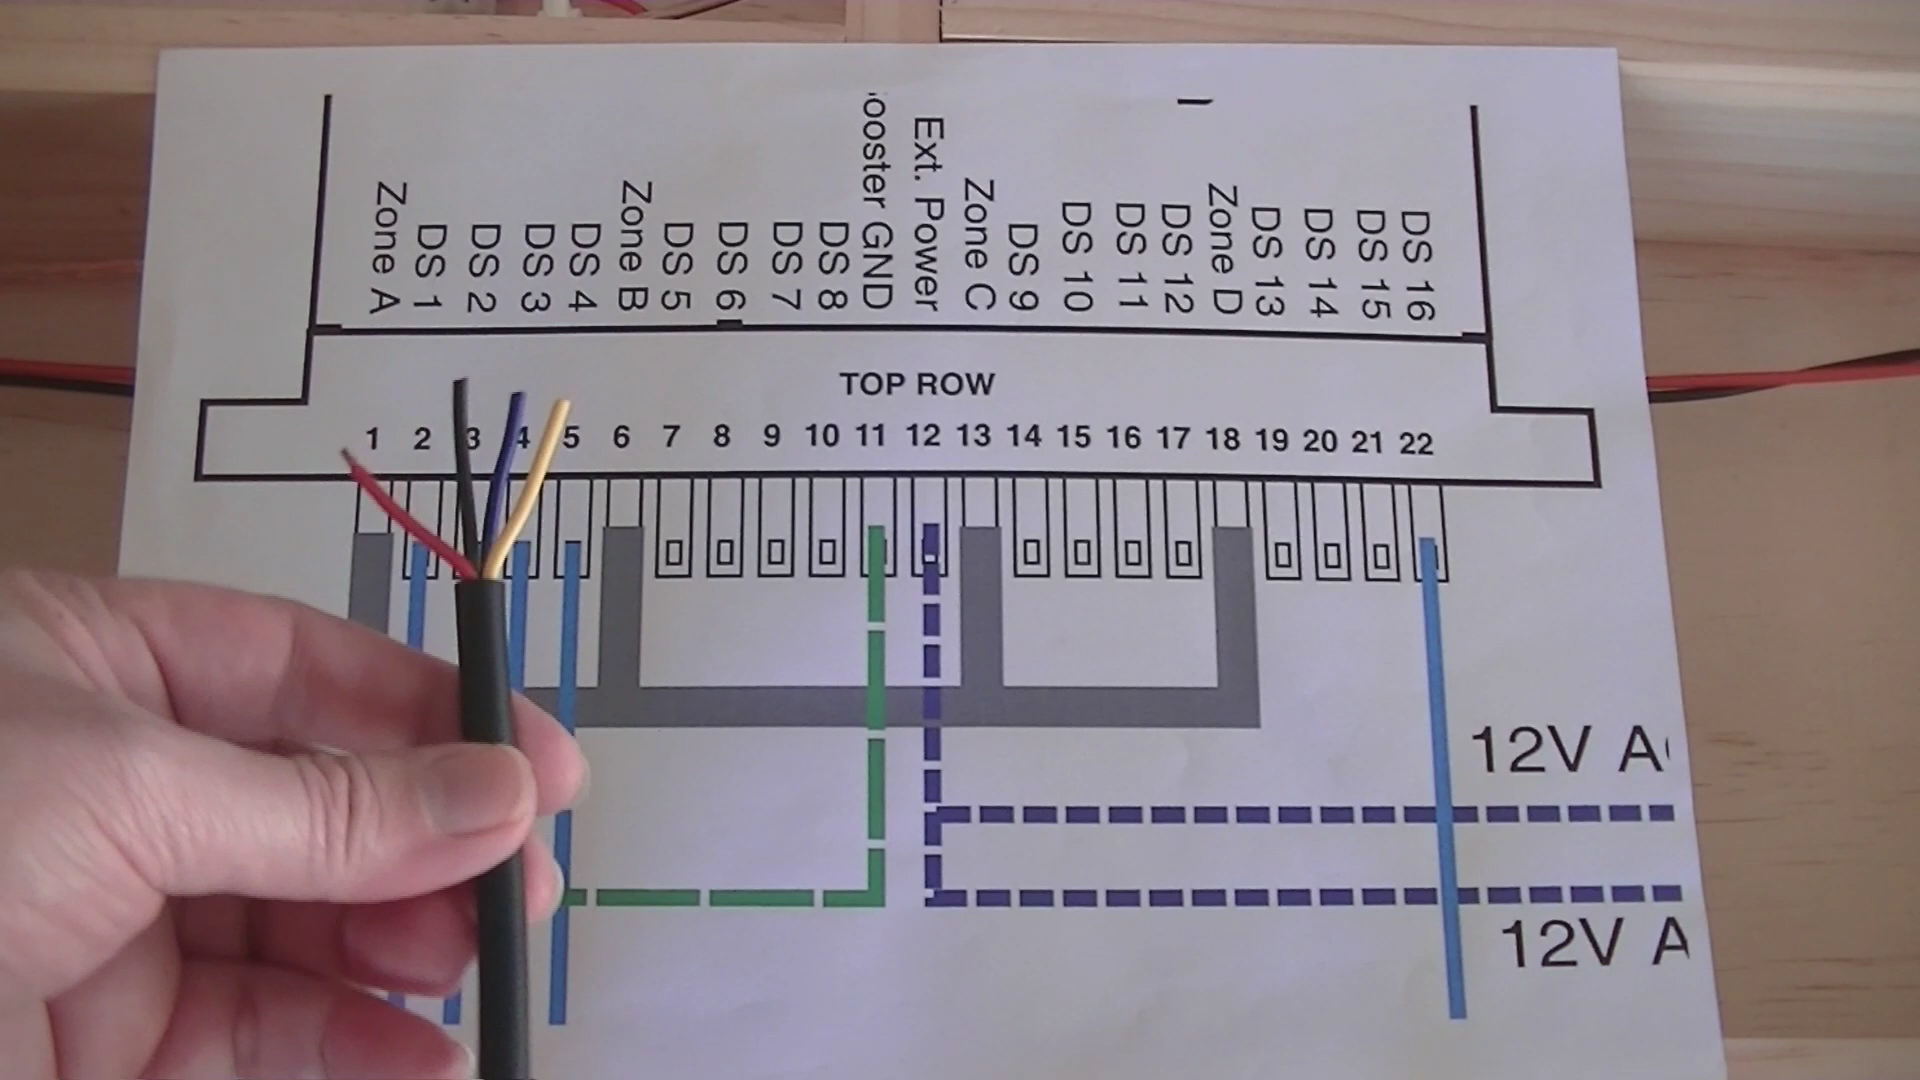 Zone A
DS 1
DS 2
DS 3
DS 4
Zone B
DS 5
DS 6
DS 7
DS 8
ooster GND
Ext. Power
Zone C
DS 9
DS 10
DS 11
DS 12
Zone D
DS 13
DS 14
DS 15
DS 16
TOP ROW
1 2 3 4 5 6 7 8 9 10 11 12 13 14 15 16 17 18 19 20 21 22
12V A
12V A